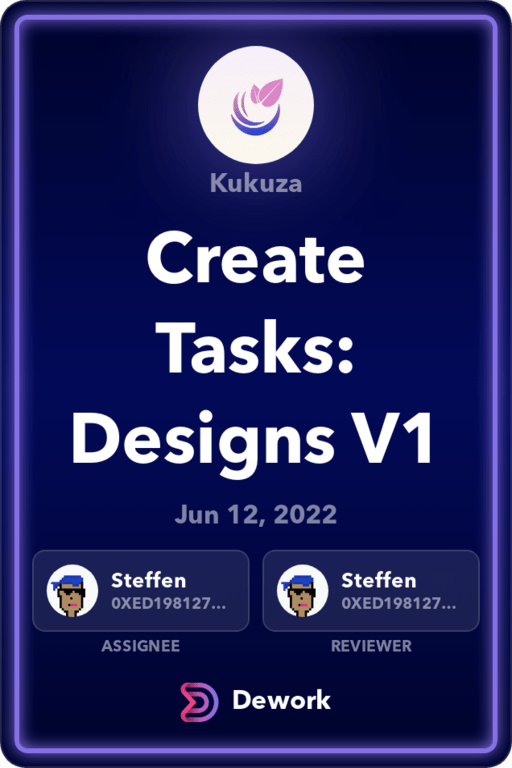 Kukuza
Create
Tasks:
Designs V1
Jun 12, 2022
Steffen
0XED198127...
ASSIGNEE
Steffen
0XED198127...
REVIEWER
Dework